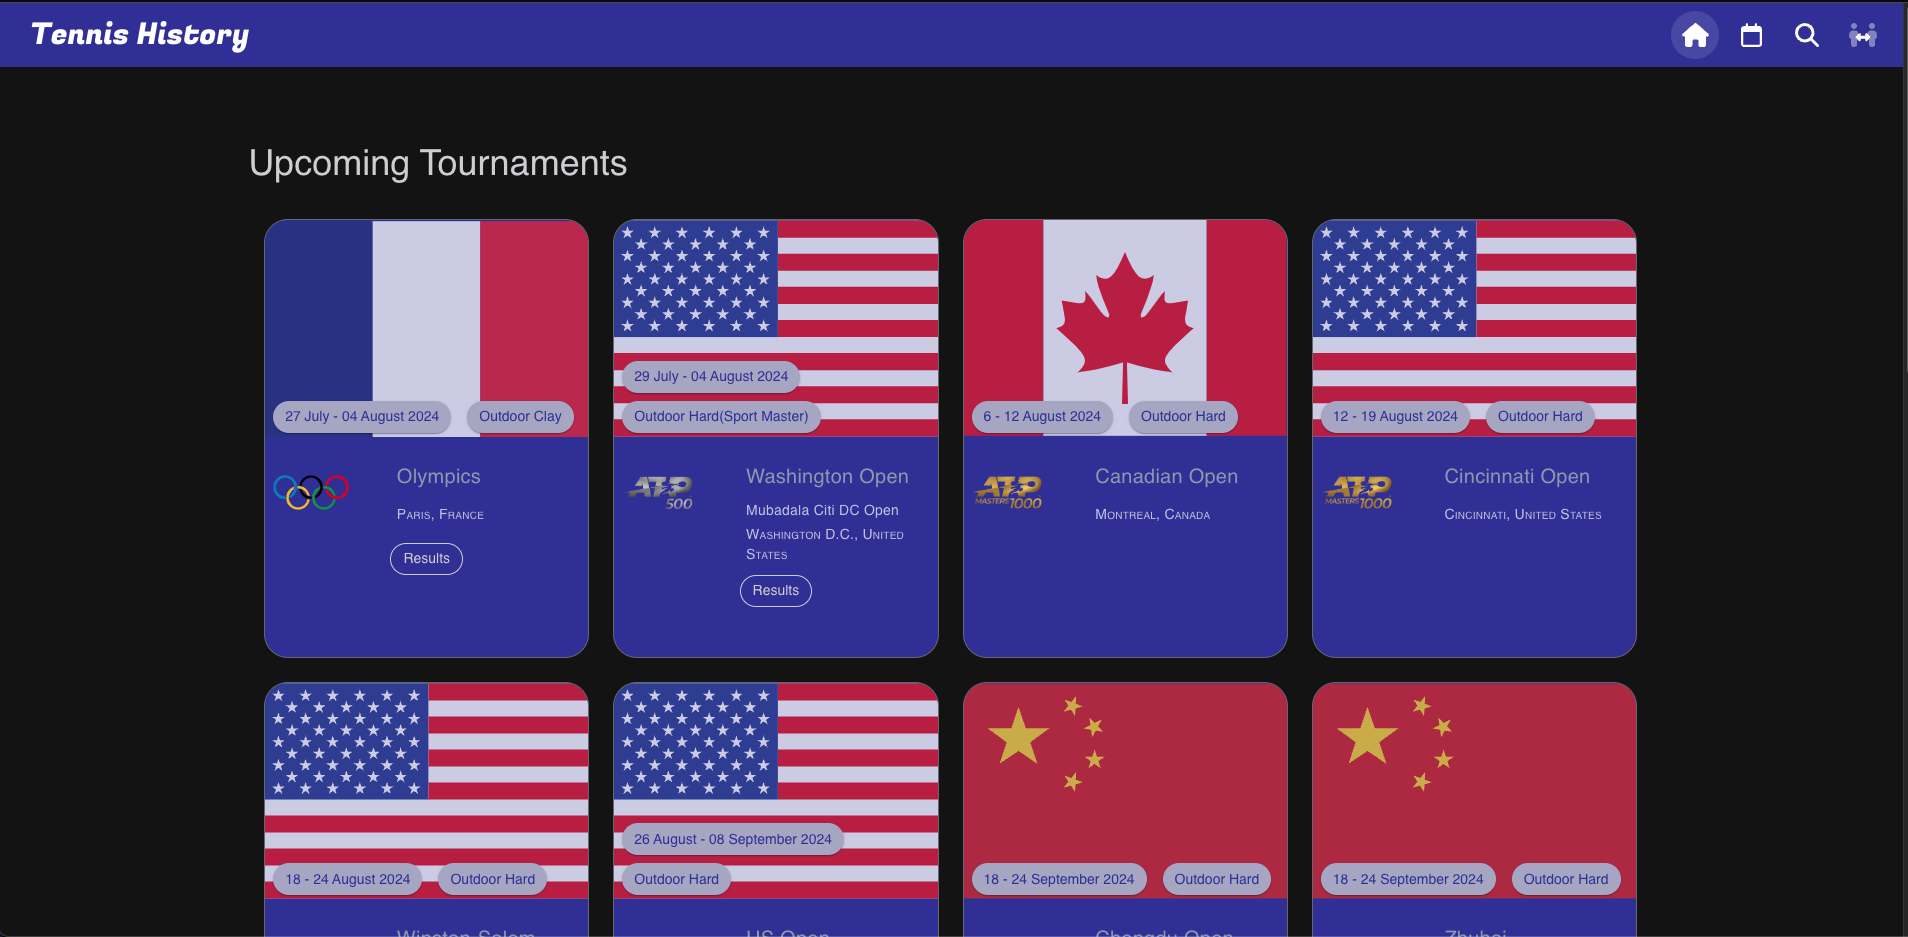 Tennis History
Upcoming Tournaments
27 July - 04 August 2024
Outdoor Clay
Olympics
Paris, France
Results
29 July - 04 August 2024
Outdoor Hard(Sport Master)
ATP
500
Washington Open
Mubadala Citi DC Open
Washington D.C., United
States
Results
6 - 12 August 2024
Outdoor Hard
ATP
MASTERS 1000
Canadian Open
Montreal, Canada
12 - 19 August 2024
Outdoor Hard
ATP
MASTERS 1000
Cincinnati Open
Cincinnati, United States
18 - 24 August 2024
Outdoor Hard
Winston-Salem
26 August - 08 September 2024
Outdoor Hard
US Open
18 - 24 September 2024
Outdoor Hard
Chengdu Open
18 - 24 September 2024
Outdoor Hard
Zhuhai